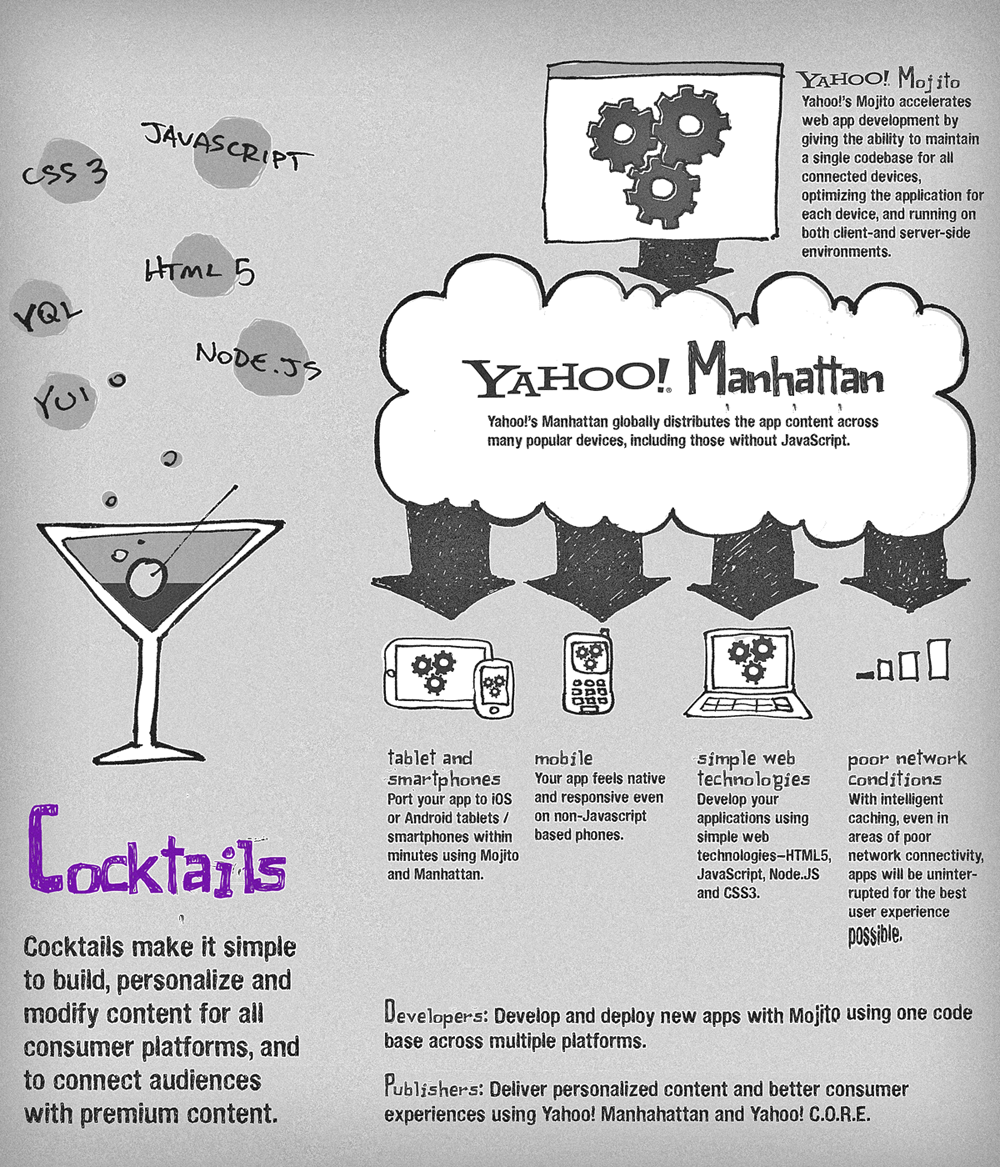 CSS 3
JAVASCRIPT
HTML 5
YQL
NODE.JS
YUI
Cocktails
Cocktails make it simple
to build, personalize and
modify content for all
consumer platforms, and
to connect audiences
with premium content.
YAHOO! Mojito
Yahoo!'s Mojito accelerates
web app development by
giving the ability to maintain
a single codebase for all
connected devices,
optimizing the application for
each device, and running on
both client-and server-side
environments.
YAHOO! Manhattan
Yahoo!'s Manhattan globally distributes the app content across
many popular devices, including those without JavaScript.
tablet and
smartphones
Port your app to iOS
or Android tablets /
smartphones within
minutes using Mojito
and Manhattan.
mobile
Your app feels native
and responsive even
on non-Javascript
based phones.
simple web
technologies
Develop your
applications using
simple web
technologies–HTML5,
JavaScript, Node.JS
and CSS3.
poor network
conditions
With intelligent
caching, even in
areas of poor
network connectivity,
apps will be uninter-
rupted for the best
user experience
possible.
Developers: Develop and deploy new apps with Mojito using one code
base across multiple platforms.
Publishers: Deliver personalized content and better consumer
experiences using Yahoo! Manhahattan and Yahoo! C.O.R.E.